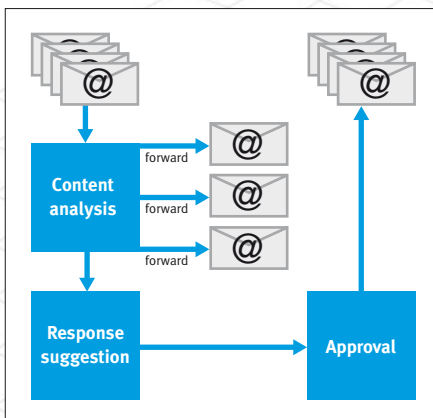 @
@
forward
@
Content
analysis
forward
@
forward
@
Response
suggestion
Approval